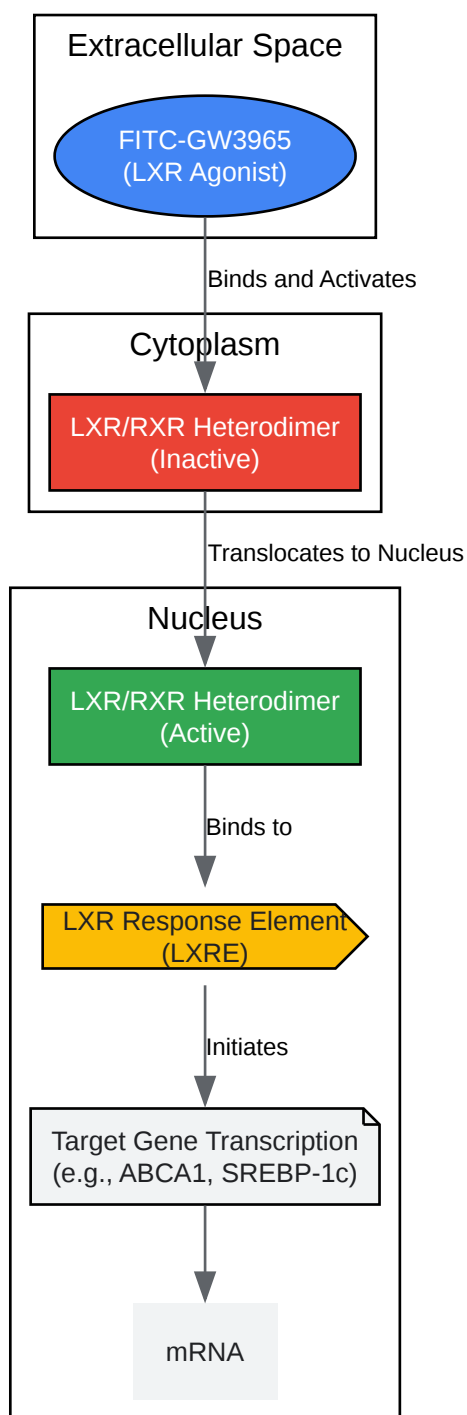 Extracellular Space
FITC-GW3965
(LXR Agonist)
Binds and Activates
Cytoplasm
LXR/RXR Heterodimer
(Inactive)
Translocates to Nucleus
Nucleus
LXR/RXR Heterodimer
(Active)
Binds to
LXR Response Element
(LXRE)
Initiates
Target Gene Transcription
(e.g., ABCA1, SREBP-1c)
mRNA